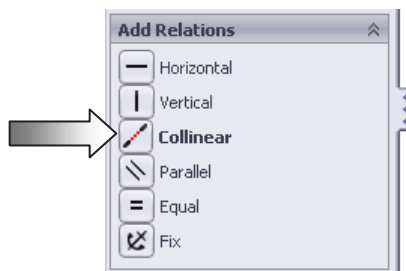 Add Relations
Horizontal
Vertical
Collinear
Parallel
Equal
Fix